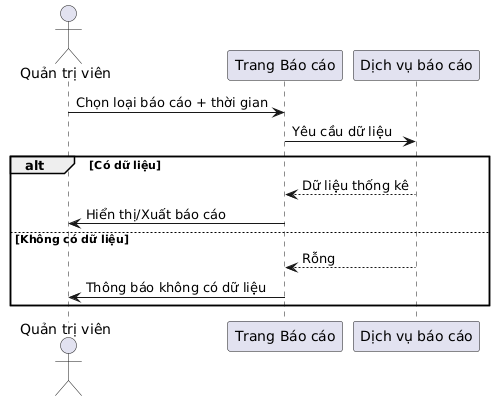 Quản trị viên
Trang Báo cáo
Dịch vụ báo cáo
Chọn loại báo cáo + thời gian
Yêu cầu dữ liệu
alt
[Có dữ liệu]
Dữ liệu thống kê
Hiển thị/Xuất báo cáo
[Không có dữ liệu]
Rỗng
Thông báo không có dữ liệu
Quản trị viên
Trang Báo cáo
Dịch vụ báo cáo